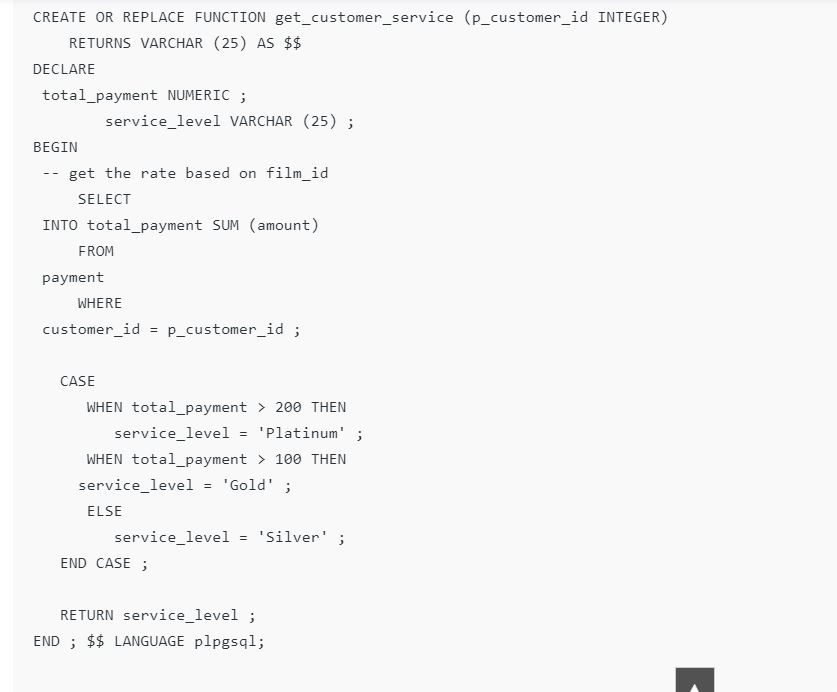 CREATE OR REPLACE FUNCTION get_customer_service (p_customer_id INTEGER)
RETURNS VARCHAR (25) AS $$
DECLARE
total_payment NUMERIC ;
service_level VARCHAR (25) ;
BEGIN
-- get the rate based on film_id
SELECT
INTO total_payment SUM (amount)
FROM
payment
WHERE
customer_id = p_customer_id ;
CASE
WHEN total_payment > 200 THEN
service_level = 'Platinum' ;
WHEN total_payment > 100 THEN
service_level = 'Gold' ;
ELSE
service_level = 'Silver' ;
END CASE ;
RETURN service_level ;
END ; $$ LANGUAGE plpgsql;